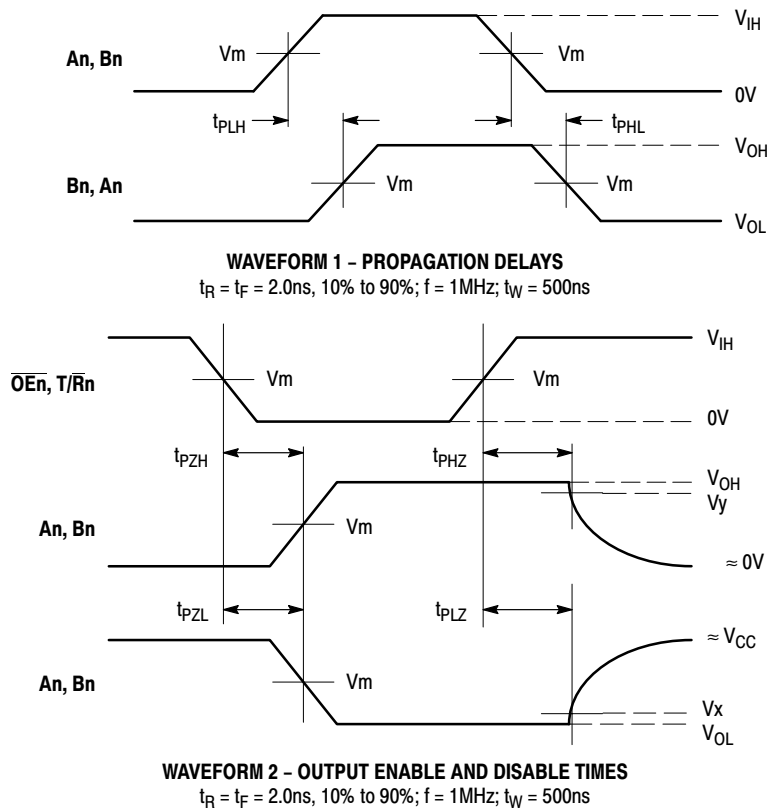 V_IH
An, Bn Vm Vm
0V
t_PLH t_PHL
V_OH
Bn, An Vm Vm
V_OL
WAVEFORM 1 – PROPAGATION DELAYS
t_R = t_F = 2.0ns, 10% to 90%; f = 1MHz; t_W = 500ns
V_IH
O̅E̅n̅, T/R̅n Vm Vm
0V
t_PZH t_PHZ
V_OH
Vy
An, Bn Vm
≈ 0V
t_PZL t_PLZ
≈ V_CC
An, Bn Vm
Vx
V_OL
WAVEFORM 2 – OUTPUT ENABLE AND DISABLE TIMES
t_R = t_F = 2.0ns, 10% to 90%; f = 1MHz; t_W = 500ns